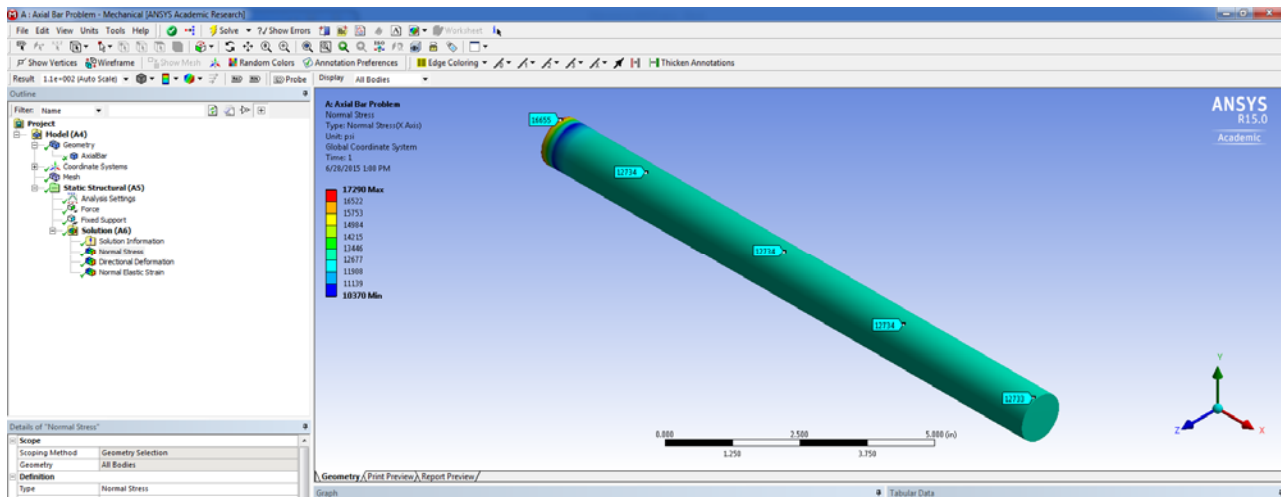 A : Axial Bar Problem - Mechanical [ANSYS Academic Research]
File Edit View Units Tools Help Solve ?/ Show Errors Worksheet
Show Vertices Wireframe Show Mesh Random Colors Annotation Preferences Edge Coloring Thicken Annotations
Result 1.1e+002 (Auto Scale) Probe Display All Bodies
Outline
Filter: Name
Project
Model (A4)
Geometry
AxialBar
Coordinate Systems
Mesh
Static Structural (A5)
Analysis Settings
Force
Fixed Support
Solution (A6)
Solution Information
Normal Stress
Directional Deformation
Normal Elastic Strain
Details of "Normal Stress"
Scope
Scoping Method Geometry Selection
Geometry All Bodies
Definition
Type Normal Stress
A: Axial Bar Problem
Normal Stress
Type: Normal Stress(X Axis)
Unit: psi
Global Coordinate System
Time: 1
6/28/2015 1:00 PM
17290 Max
16522
15753
14984
14215
13446
12677
11908
11139
10370 Min
16655
12734
12734
12734
12733
ANSYS
R15.0
Academic
0.000 2.500 5.000 (in)
1.250 3.750
Y
Z X
Geometry Print Preview Report Preview
Graph Tabular Data